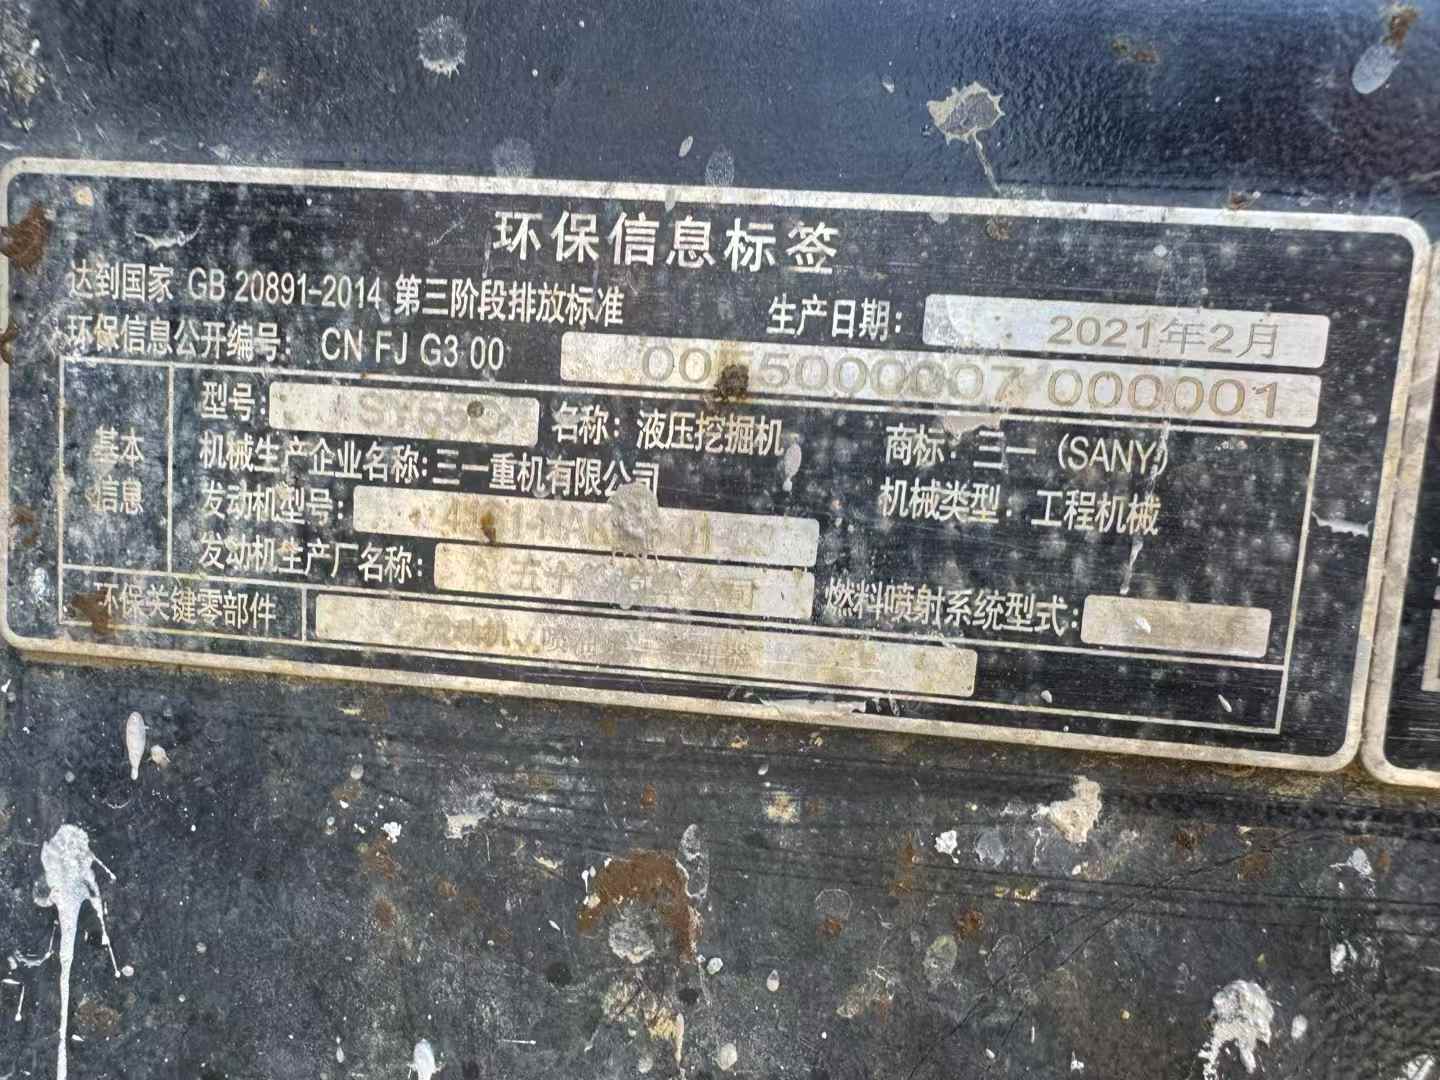 环保信息标签
达到国家 GB 20891-2014 第三阶段排放标准 生产日期: 2021年2月
环保信息公开编号: CN FJ G3 00 000001
基本信息
型号: 名称: 液压挖掘机 商标: 三一 (SANY)
机械生产企业名称: 三一重机有限公司 机械类型: 工程机械
发动机型号:
发动机生产厂名称: 燃料喷射系统型式:
环保关键零部件